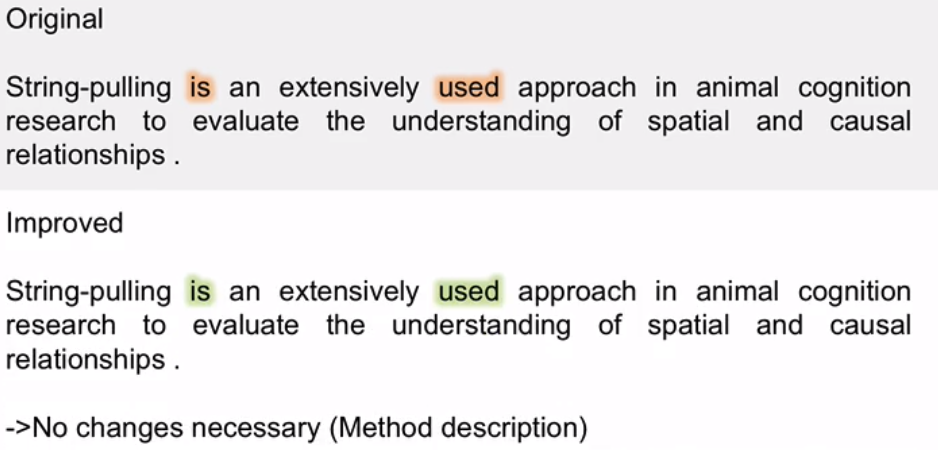 Original
String-pulling is an extensively used approach in animal cognition
research to evaluate the understanding of spatial and causal
relationships .
Improved
String-pulling is an extensively used approach in animal cognition
research to evaluate the understanding of spatial and causal
relationships .
->No changes necessary (Method description)